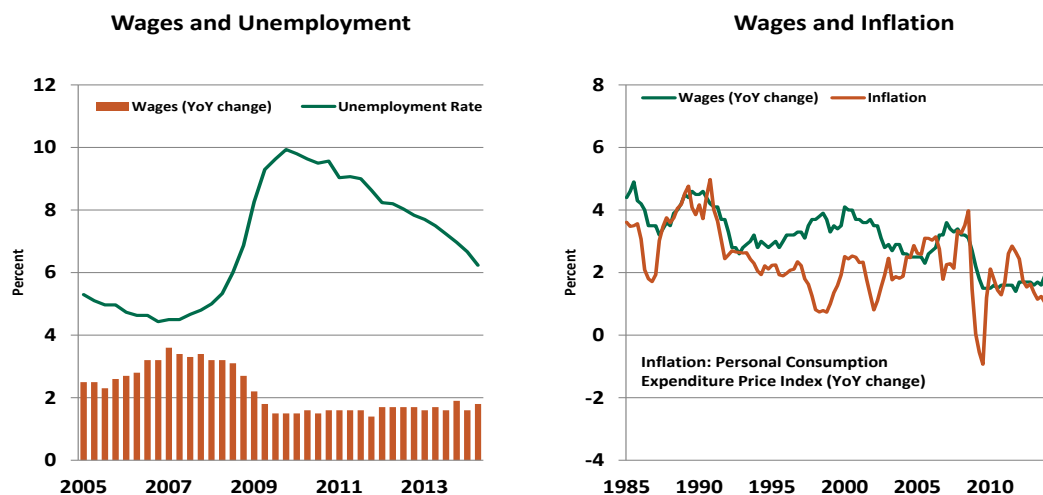 Wages and Unemployment
12
10
8
6
4
2
0
Percent
Wages (YoY change)
Unemployment Rate
2005 2007 2009 2011 2013
Wages and Inflation
8
6
4
2
0
-2
-4
Percent
Wages (YoY change)
Inflation
Inflation: Personal Consumption
Expenditure Price Index (YoY change)
1985 1990 1995 2000 2005 2010